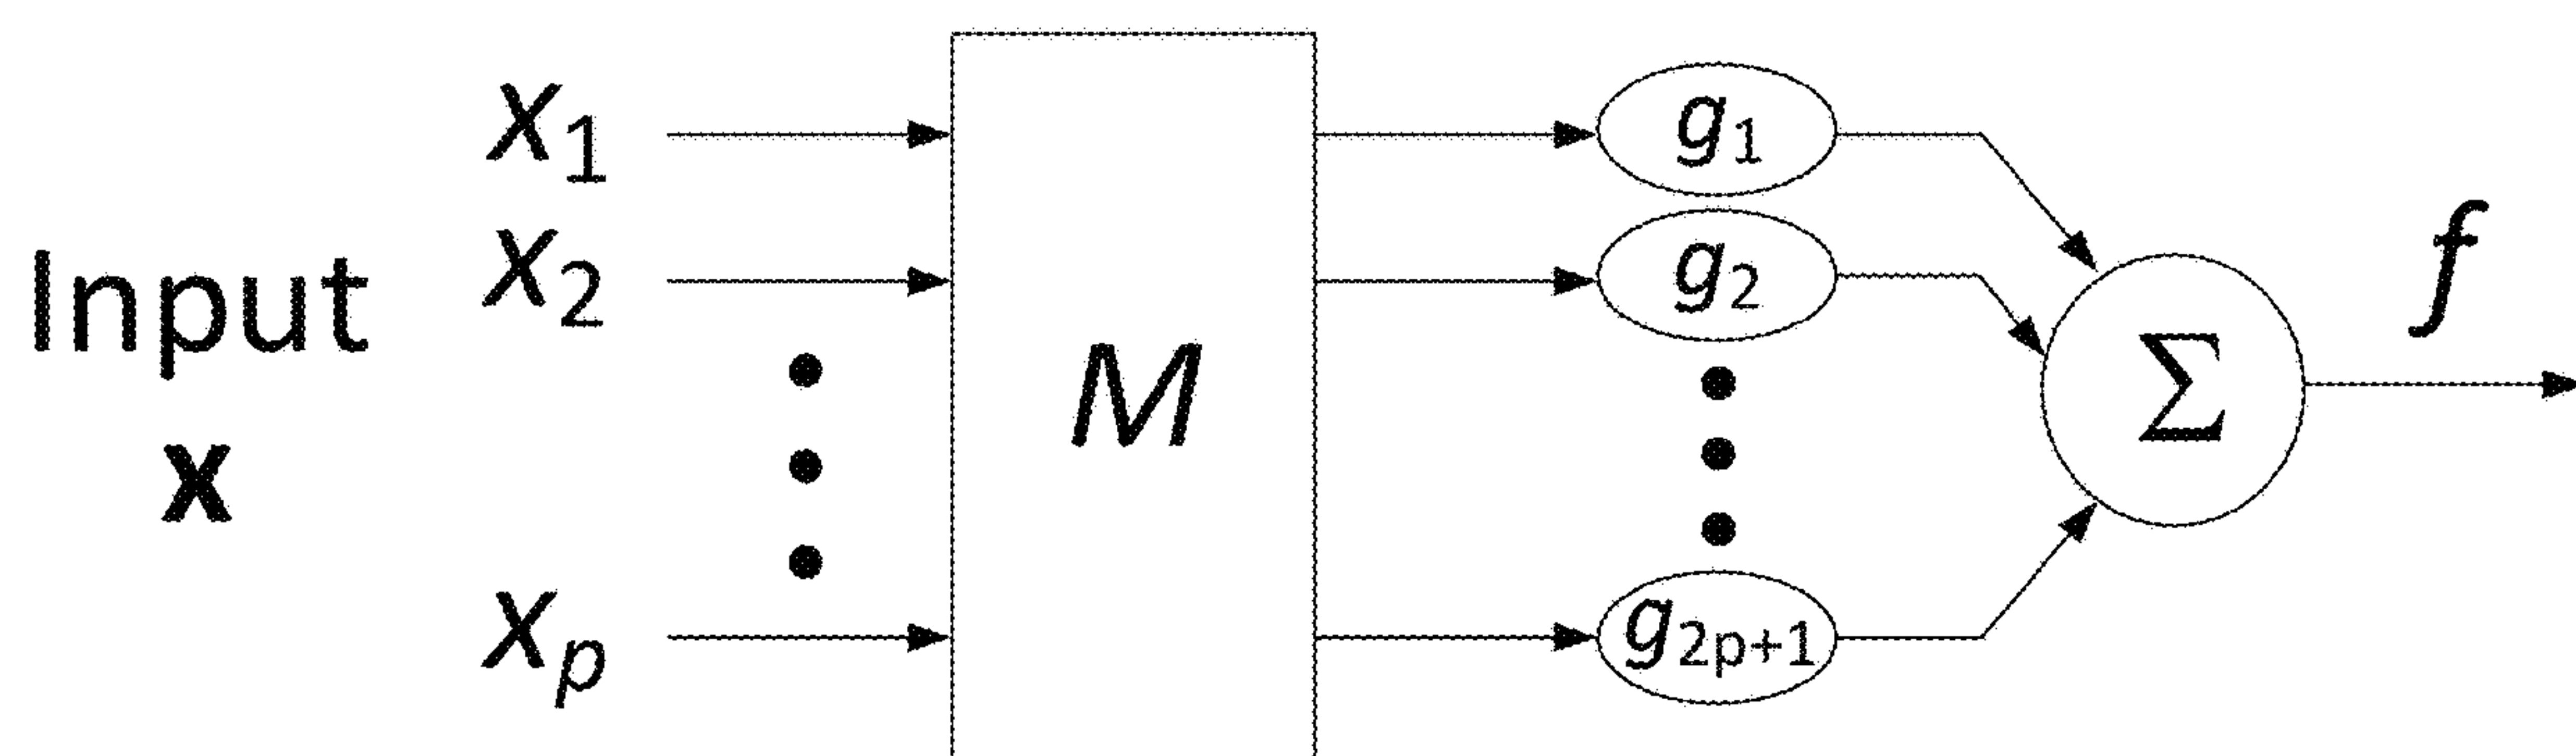 Input
x
x₁
x₂
xₚ
M
g₁
g₂
g₂ₚ₊₁
Σ
f